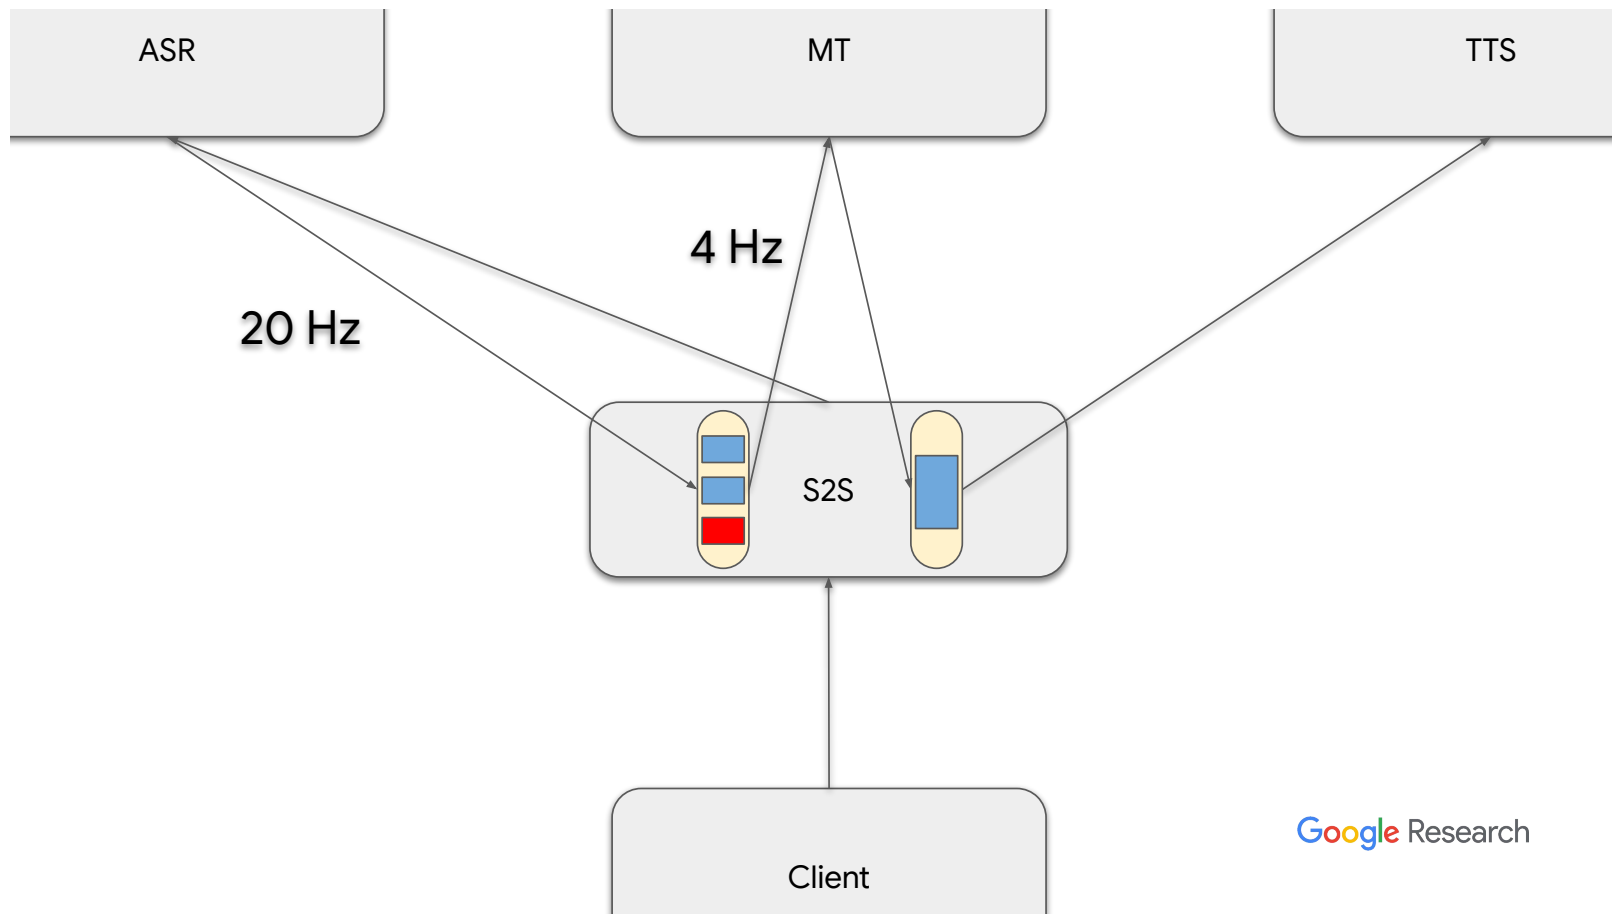 ASR
MT
TTS
4 Hz
20 Hz
S2S
Google Research
Client